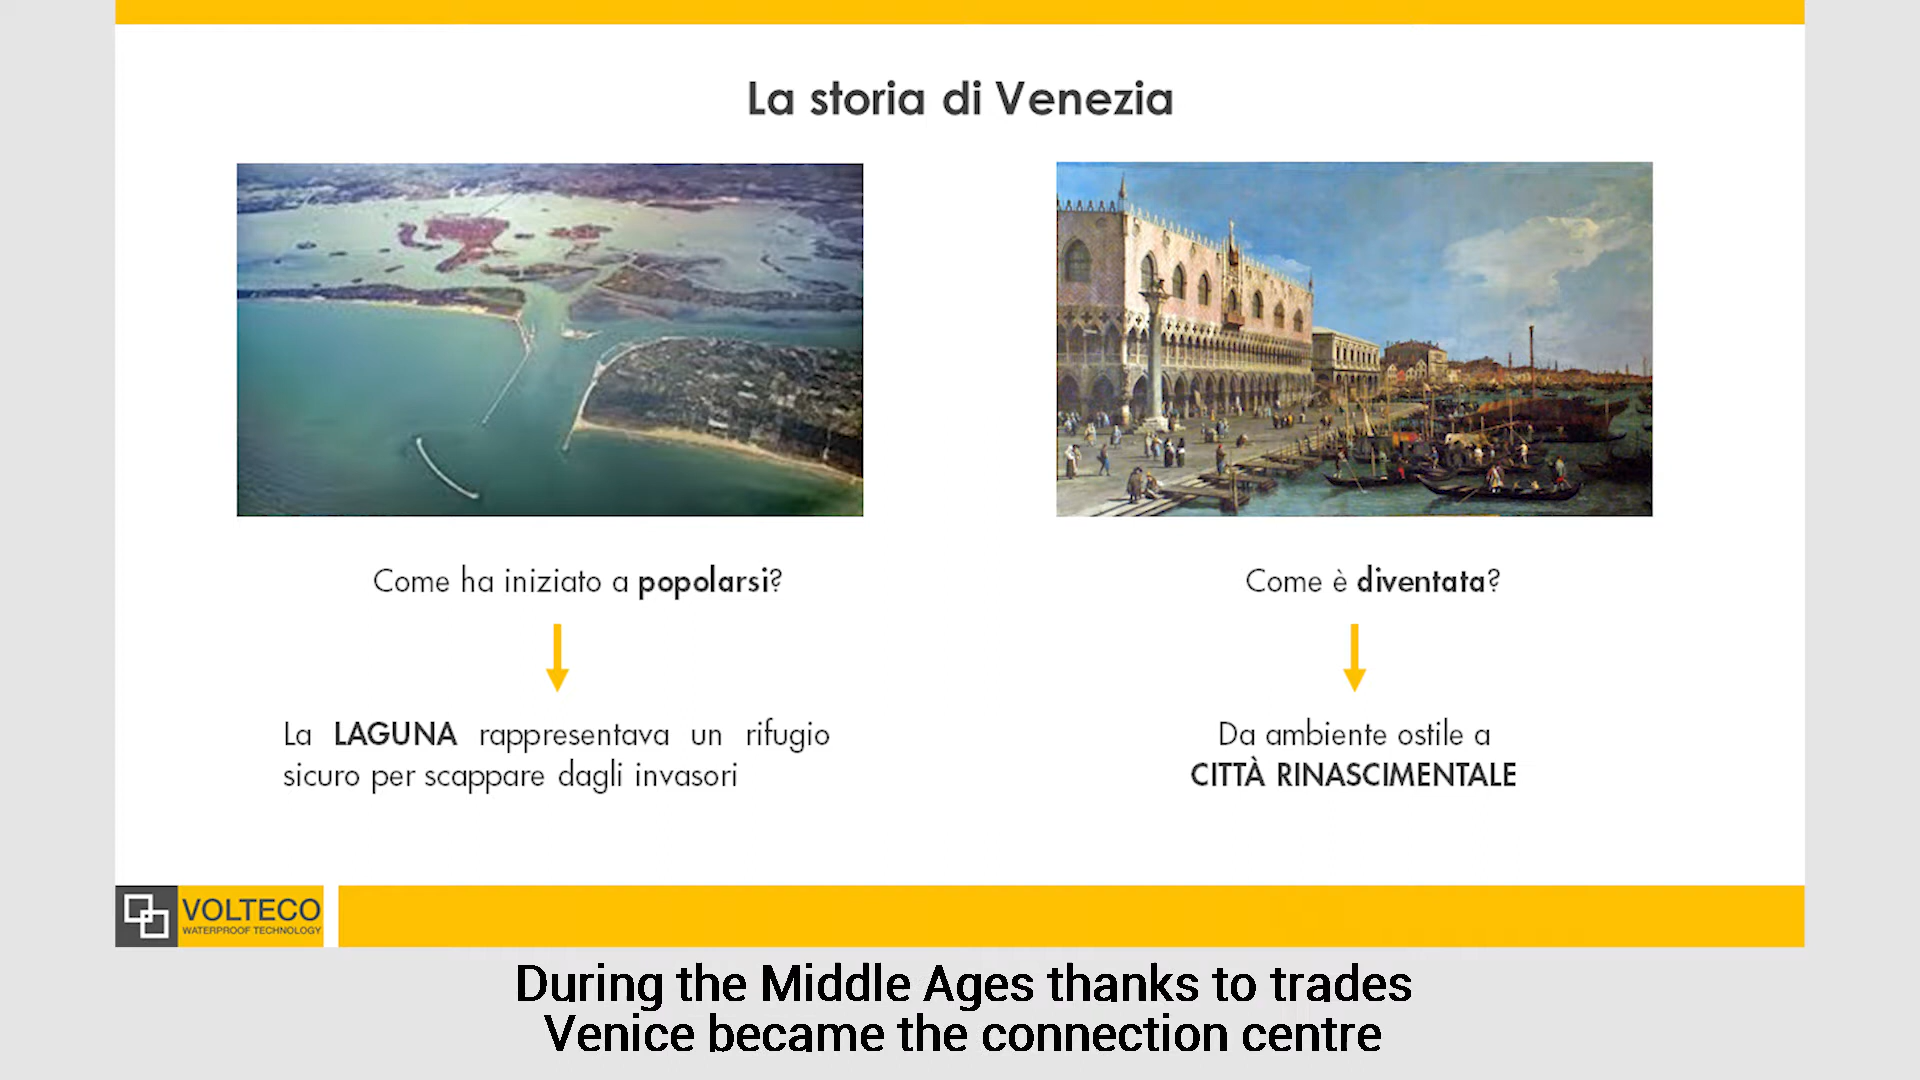 La storia di Venezia
Come ha iniziato a popolarsi?
La LAGUNA rappresentava un rifugio
sicuro per scappare dagli invasori
Come è diventata?
Da ambiente ostile a
CITTÀ RINASCIMENTALE
VOLTECO
WATERPROOF TECHNOLOGY
During the Middle Ages thanks to trades
Venice became the connection centre